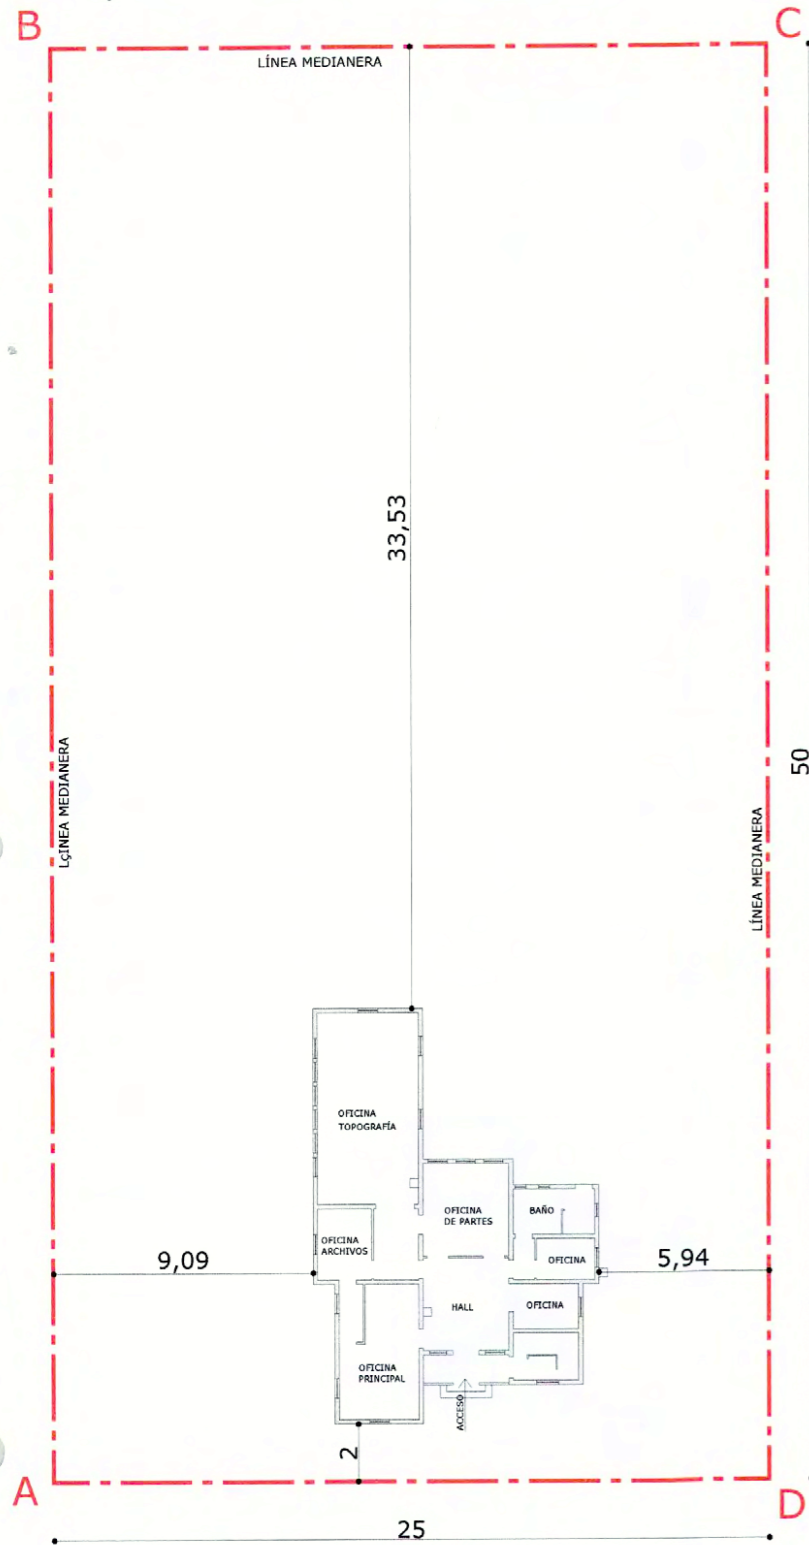 B
C
LÍNEA MEDIANERA
33,53
LçINEA MEDIANERA
50
LÍNEA MEDIANERA
OFICINA
TOPOGRAFÍA
OFICINA
DE PARTES
BAÑO
OFICINA
ARCHIVOS
OFICINA
9,09
5,94
HALL
OFICINA
OFICINA
PRINCIPAL
ACCESO
2
A
D
25